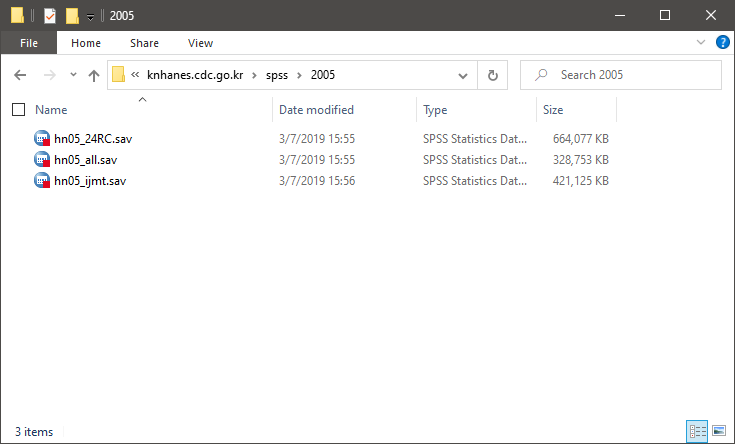 2005
File Home Share View
« knhanes.cdc.go.kr › spss › 2005 Search 2005
Name Date modified Type Size
hn05_24RC.sav 3/7/2019 15:55 SPSS Statistics Dat... 664,077 KB
hn05_all.sav 3/7/2019 15:55 SPSS Statistics Dat... 328,753 KB
hn05_ijmt.sav 3/7/2019 15:56 SPSS Statistics Dat... 421,125 KB
3 items